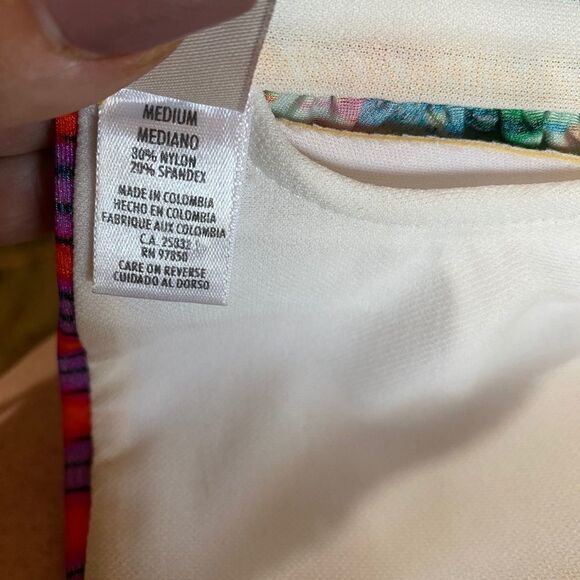 MEDIUM
MEDIANO
80% NYLON
20% SPANDEX
MADE IN COLOMBIA
HECHO EN COLOMBIA
FABRIQUE AUX COLOMBIA
C.A. 25832
RN 97850
CARE ON REVERSE
CUIDADO AL DORSO